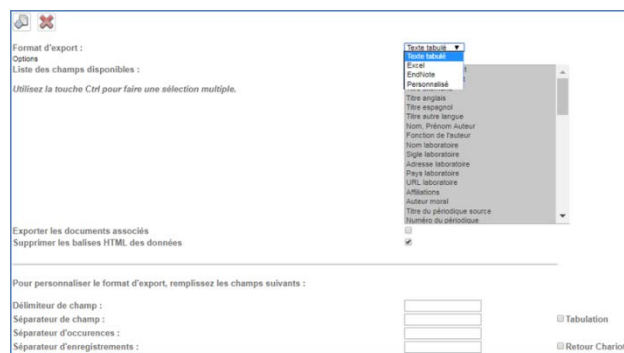 Format d'export :
Texte tabulé
Options
Texte tabulé
Excel
EndNote
Personnalisé
Liste des champs disponibles :
Utilisez la touche Ctrl pour faire une sélection multiple.
Titre anglais
Titre espagnol
Titre autre langue
Nom, Prénom Auteur
Fonction de l'auteur
Nom laboratoire
Sigle laboratoire
Adresse laboratoire
Pays laboratoire
URL laboratoire
Affiliations
Auteur moral
Titre du périodique source
Numéro du périodique
Exporter les documents associés
Supprimer les balises HTML des données
Pour personnaliser le format d'export, remplissez les champs suivants :
Délimiteur de champ :
Séparateur de champ :
Tabulation
Séparateur d'occurences :
Séparateur d'enregistrements :
Retour Chariot